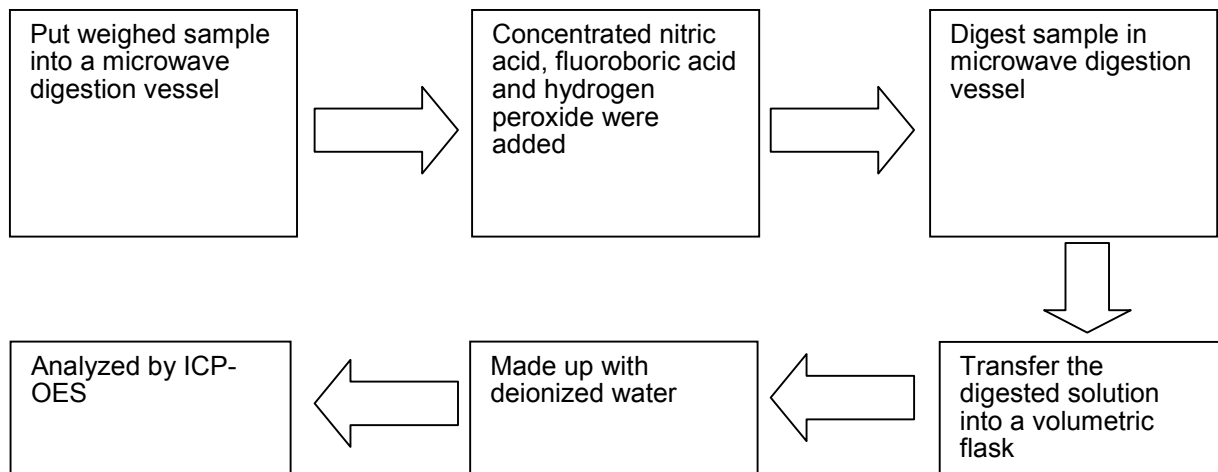 Put weighed sample
into a microwave
digestion vessel
Concentrated nitric
acid, fluoroboric acid
and hydrogen
peroxide were
added
Digest sample in
microwave digestion
vessel
Transfer the
digested solution
into a volumetric
flask
Made up with
deionized water
Analyzed by ICP-
OES